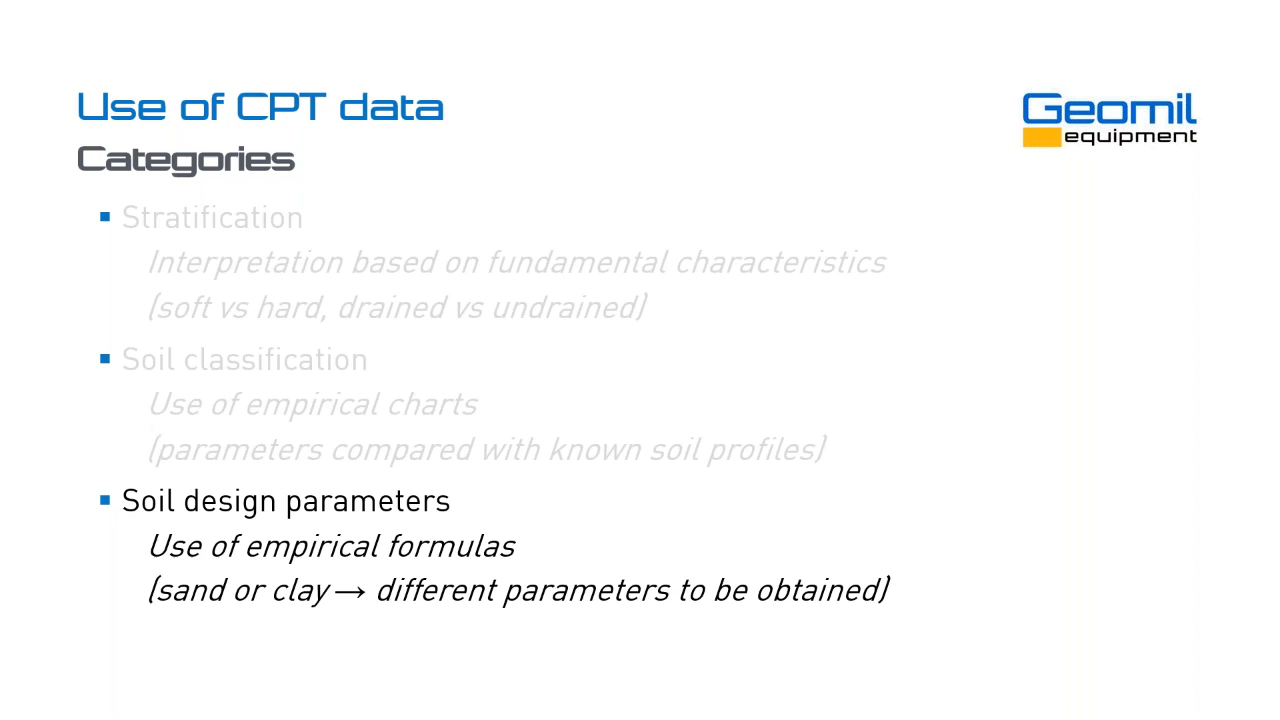 Use of CPT data
Geomil
equipment
Categories
▪ Stratification
Interpretation based on fundamental characteristics
(soft vs hard, drained vs undrained)
▪ Soil classification
Use of empirical charts
(parameters compared with known soil profiles)
▪ Soil design parameters
Use of empirical formulas
(sand or clay → different parameters to be obtained)